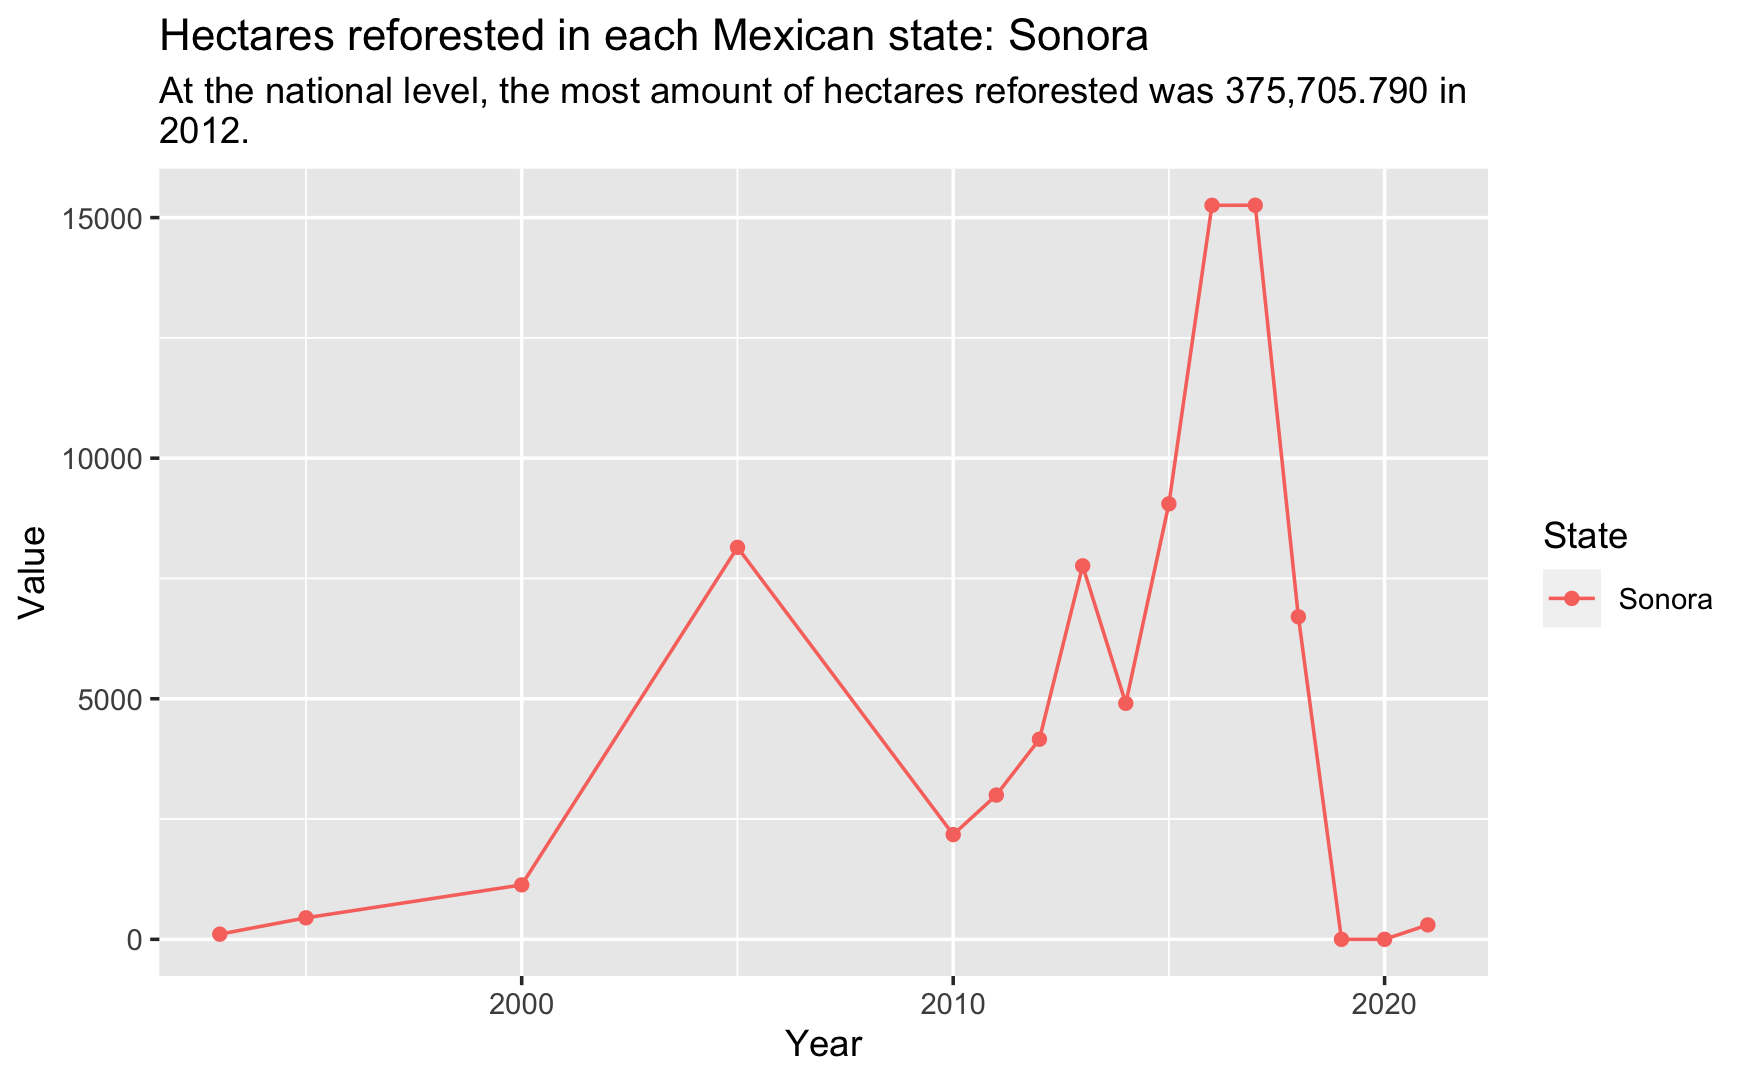 Hectares reforested in each Mexican state: Sonora
At the national level, the most amount of hectares reforested was 375,705.790 in
2012.
15000
10000
5000
0
Value
2000
2010
2020
Year
State
Sonora